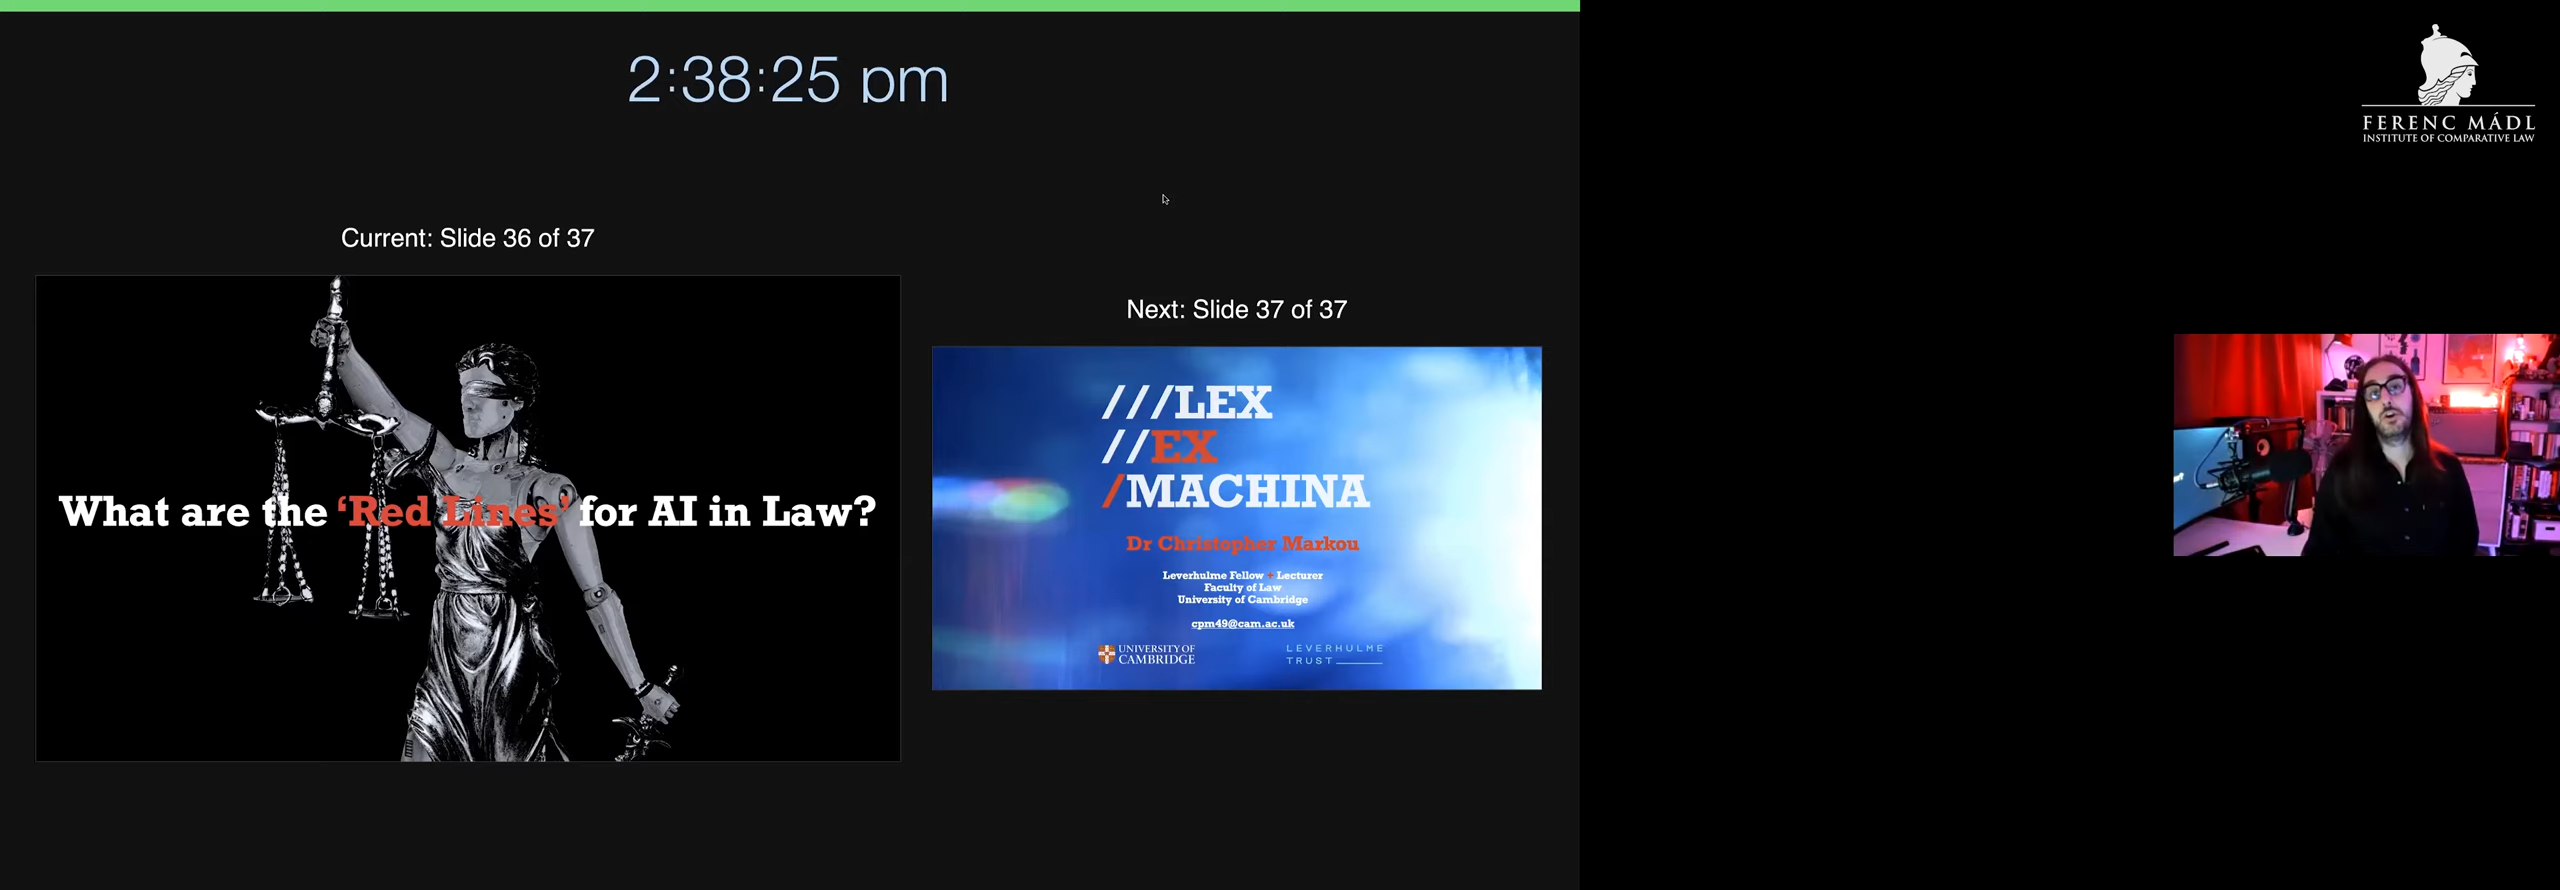 2:38:25 pm
Current: Slide 36 of 37
What are the ‘Red Lines’ for AI in Law?
Next: Slide 37 of 37
///LEX
//EX
/MACHINA
Dr Christopher Markou
Leverhulme Fellow + Lecturer
Faculty of Law
University of Cambridge
cpm49@cam.ac.uk
UNIVERSITY OF
CAMBRIDGE
LEVERHULME
TRUST
FERENC MÁDL
INSTITUTE OF COMPARATIVE LAW